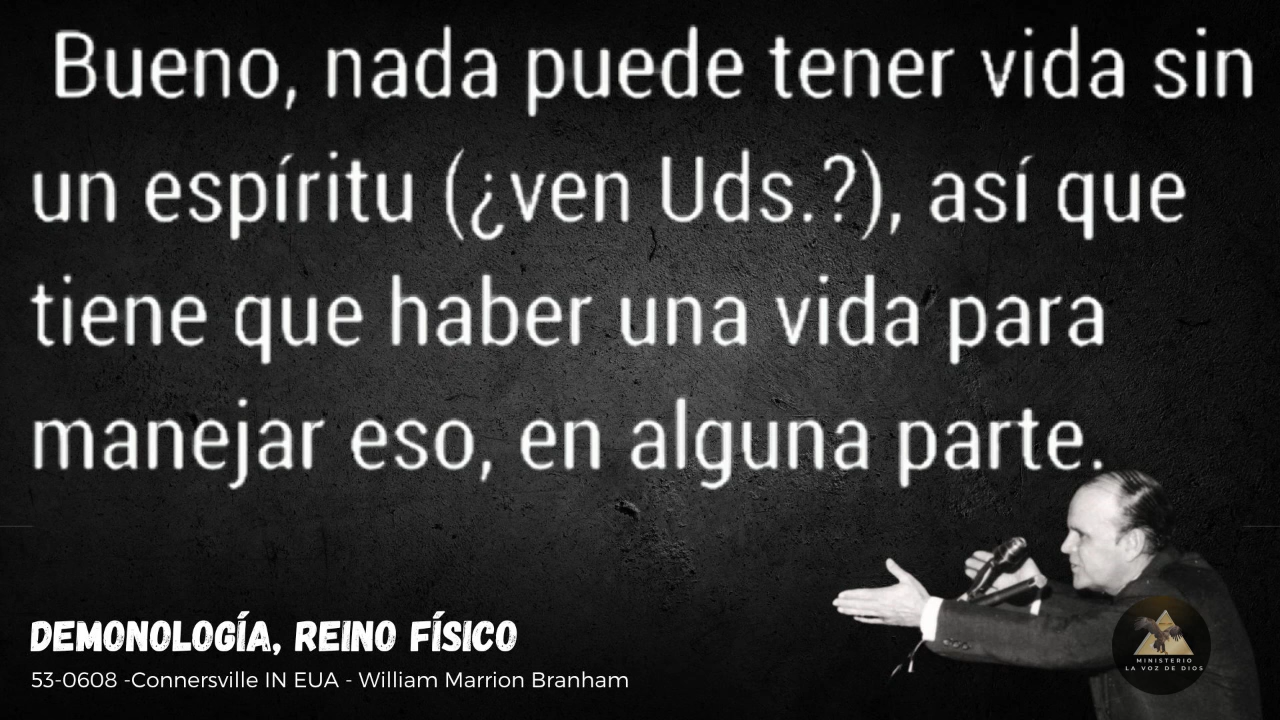 Bueno, nada puede tener vida sin
un espíritu (¿ven Uds.?), así que
tiene que haber una vida para
manejar eso, en alguna parte.
DEMONOLOGÍA, REINO FÍSICO
53-0608 -Connersville IN EUA - William Marrion Branham
MINISTERIO
LA VOZ DE DIOS